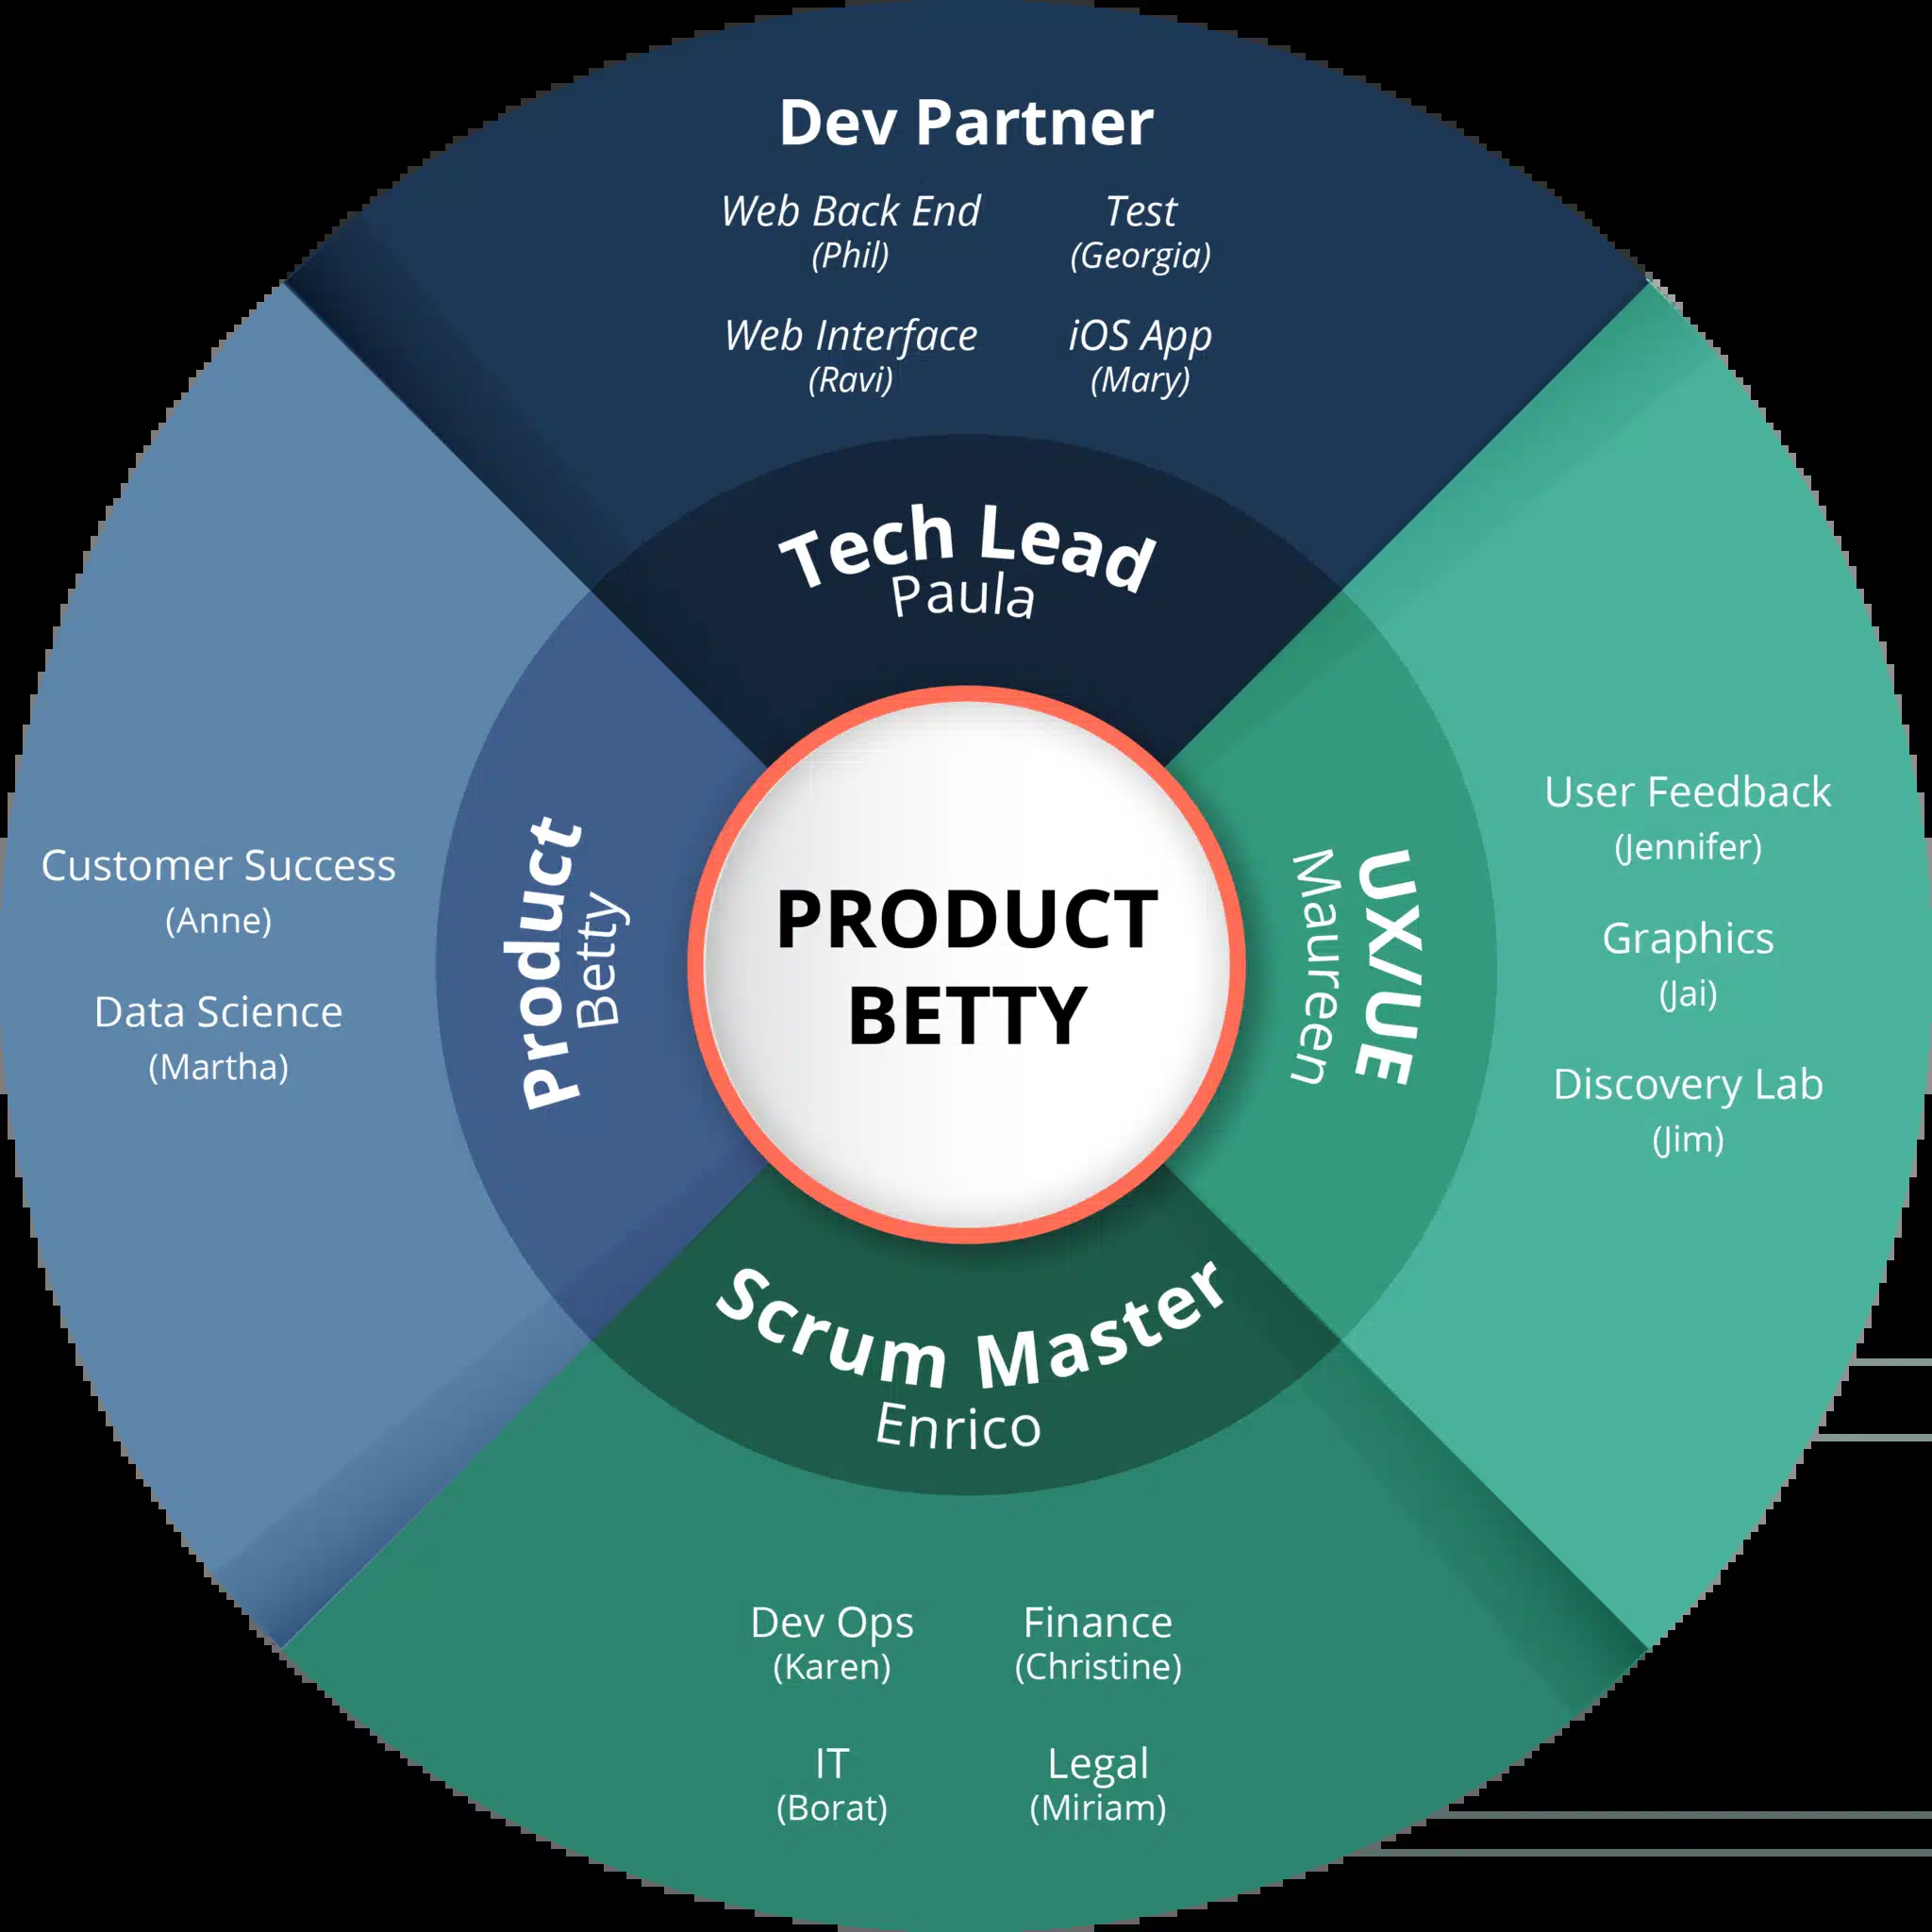 Dev Partner
Web Back End
(Phil)
Test
(Georgia)
Web Interface
(Ravi)
iOS App
(Mary)
Tech Lead
Paula
Customer Success
(Anne)
Data Science
(Martha)
Product
Betty
PRODUCT
BETTY
UX/UE
Maureen
User Feedback
(Jennifer)
Graphics
(Jai)
Discovery Lab
(Jim)
Scrum Master
Enrico
Dev Ops
(Karen)
Finance
(Christine)
IT
(Borat)
Legal
(Miriam)